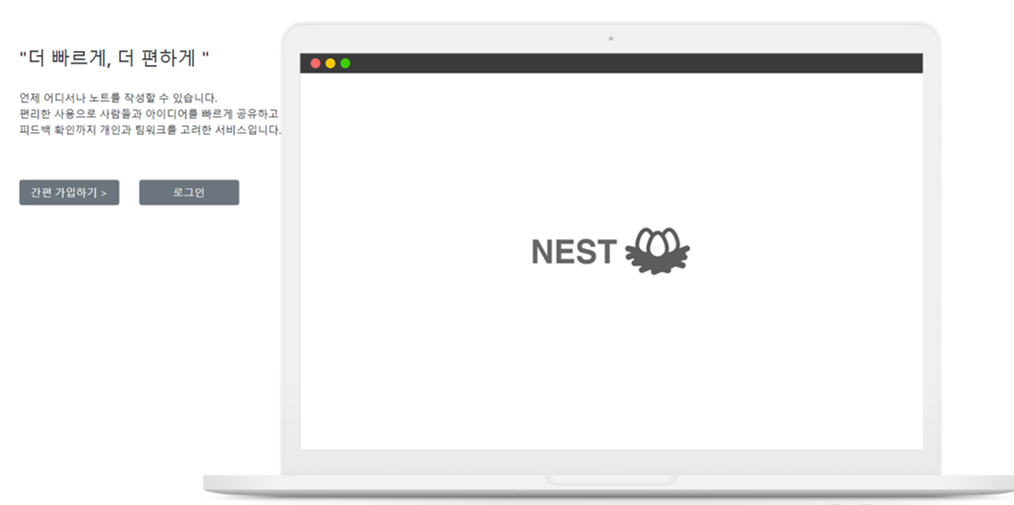 "더 빠르게, 더 편하게 "
언제 어디서나 노트를 작성할 수 있습니다.
편리한 사용으로 사람들과 아이디어를 빠르게 공유하고
피드백 확인까지 개인과 팀워크를 고려한 서비스입니다.
간편 가입하기 >
로그인
NEST